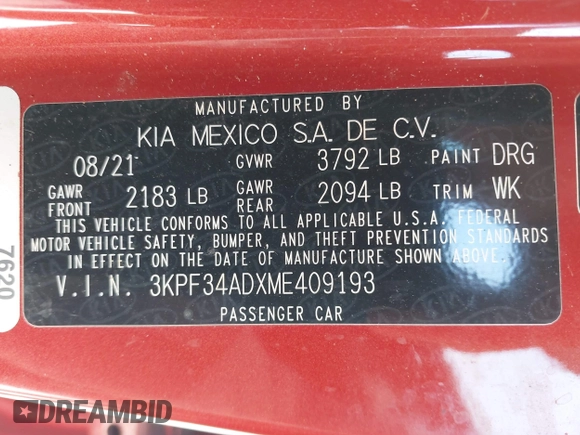 MANUFACTURED BY
KIA MEXICO S.A. DE C.V.
08/21 GVWR 3792 LB PAINT DRG
GAWR FRONT 2183 LB GAWR REAR 2094 LB TRIM WK
THIS VEHICLE CONFORMS TO ALL APPLICABLE U.S.A. FEDERAL
MOTOR VEHICLE SAFETY, BUMPER, AND THEFT PREVENTION STANDARDS
IN EFFECT ON THE DATE OF MANUFACTURE SHOWN ABOVE.
V.I.N. 3KPF34ADXME409193
PASSENGER CAR
7620
DREAMBID